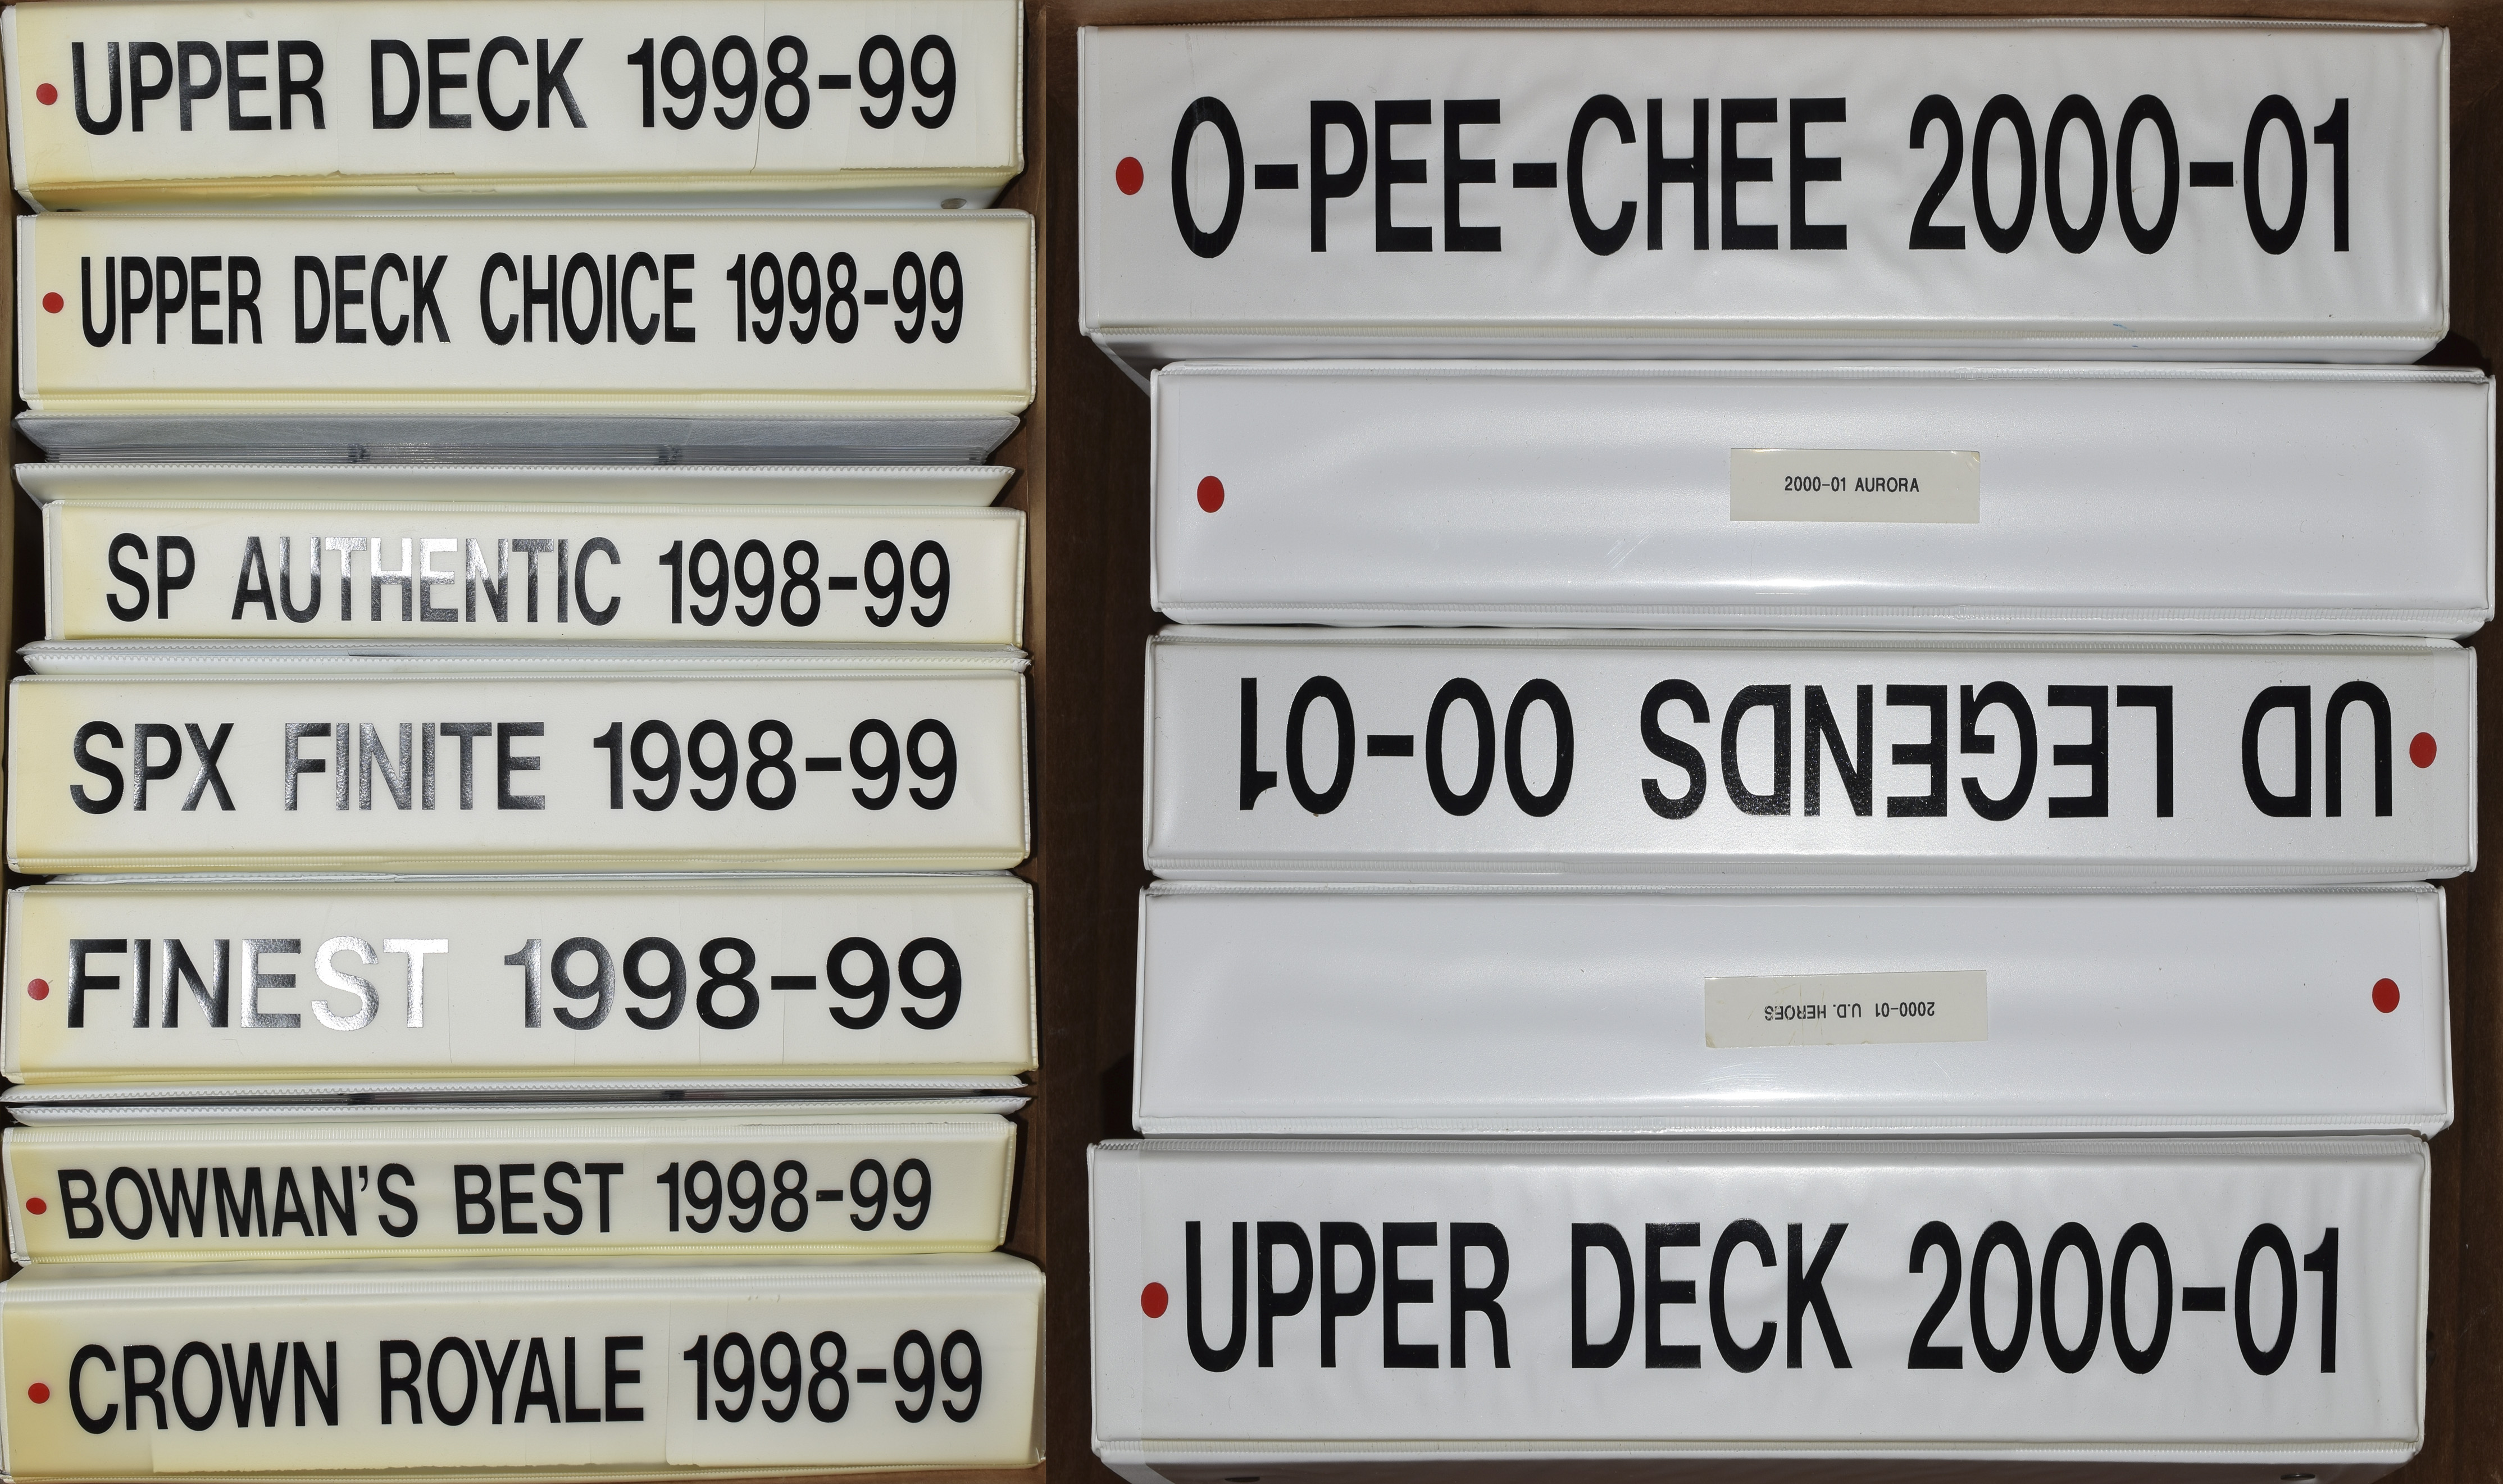 UPPER DECK 1998-99
UPPER DECK CHOICE 1998-99
SP AUTHENTIC 1998-99
SPX FINITE 1998-99
FINEST 1998-99
BOWMAN'S BEST 1998-99
CROWN ROYALE 1998-99
O-PEE-CHEE 2000-01
2000-01 AURORA
UD LEGENDS 00-01
2000-01 U.D. HEROES
UPPER DECK 2000-01